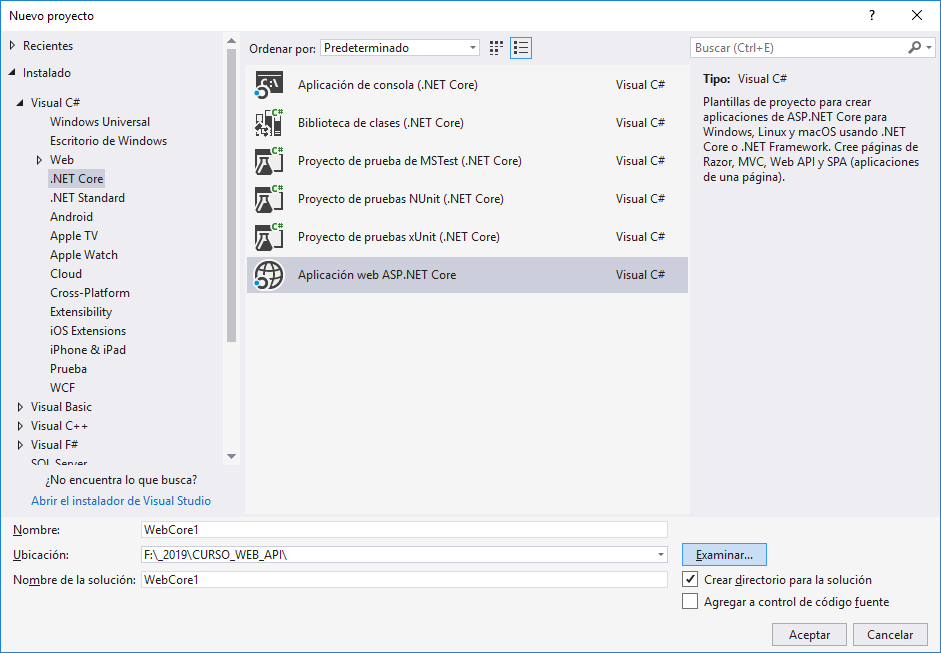 Nuevo proyecto
?
Recientes
Instalado
Visual C#
Windows Universal
Escritorio de Windows
Web
.NET Core
.NET Standard
Android
Apple TV
Apple Watch
Cloud
Cross-Platform
Extensibility
iOS Extensions
iPhone & iPad
Prueba
WCF
Visual Basic
Visual C++
Visual F#
SQL Server
¿No encuentra lo que busca?
Abrir el instalador de Visual Studio
Ordenar por: Predeterminado
Aplicación de consola (.NET Core) Visual C#
Biblioteca de clases (.NET Core) Visual C#
Proyecto de prueba de MSTest (.NET Core) Visual C#
Proyecto de pruebas NUnit (.NET Core) Visual C#
Proyecto de pruebas xUnit (.NET Core) Visual C#
Aplicación web ASP.NET Core Visual C#
Buscar (Ctrl+E)
Tipo: Visual C#
Plantillas de proyecto para crear
aplicaciones de ASP.NET Core para
Windows, Linux y macOS usando .NET
Core o .NET Framework. Cree páginas de
Razor, MVC, Web API y SPA (aplicaciones
de una página).
Nombre: WebCore1
Ubicación: F:\_2019\CURSO_WEB_API\
Examinar...
Nombre de la solución: WebCore1
Crear directorio para la solución
Agregar a control de código fuente
Aceptar
Cancelar